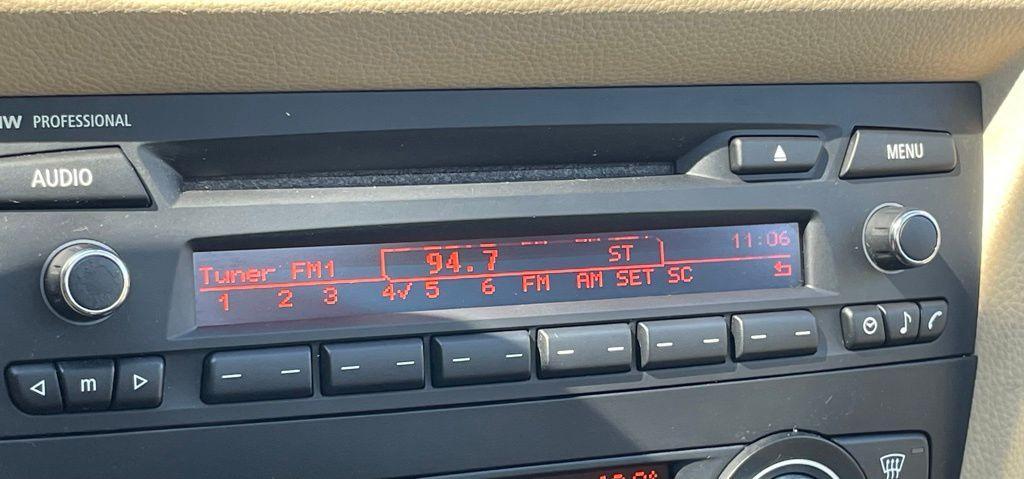 PROFESSIONAL
AUDIO
MENU
Tuner FM1 94.7 ST 11:06
1 2 3 4✓ 5 6 FM AM SET SC
m